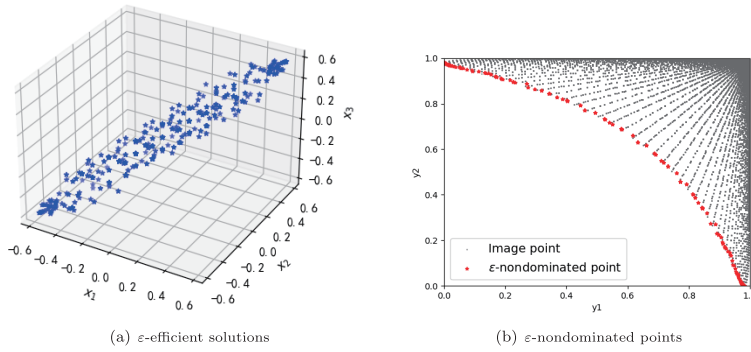 0.6
0.4
0.2
0.0
−0.2
−0.4
−0.6
x3
−0.6
−0.4
−0.2
0.0
0.2
0.4
0.6
x1
−0.6
−0.4
−0.2
0.0
0.2
0.4
0.6
x2
(a) ε-efficient solutions
1.0
0.8
0.6
0.4
0.2
0.0
y2
Image point
ε-nondominated point
0.0 0.2 0.4 0.6 0.8 1.0
y1
(b) ε-nondominated points